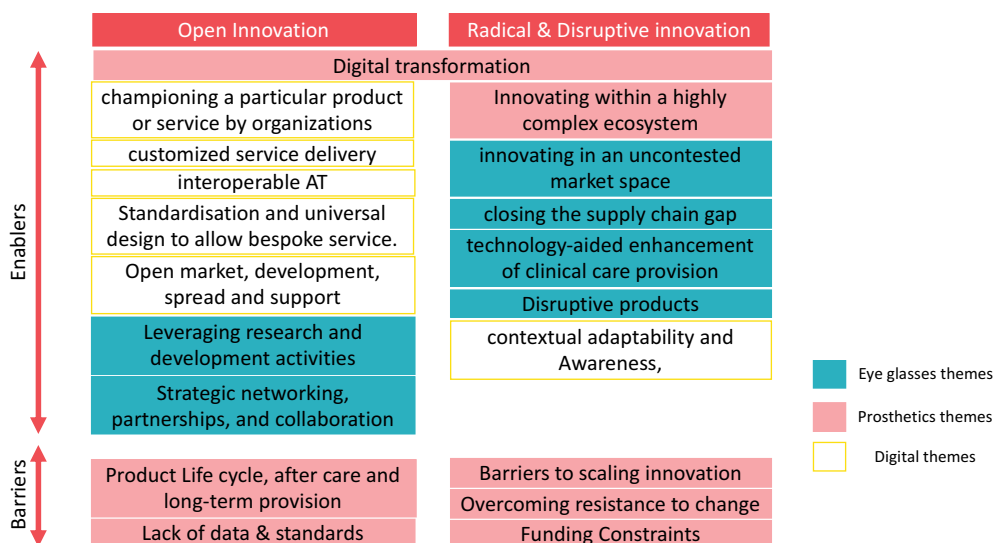 Open Innovation
Radical & Disruptive innovation
Enablers
Digital transformation
championing a particular product
or service by organizations
customized service delivery
interoperable AT
Standardisation and universal
design to allow bespoke service.
Open market, development,
spread and support
Leveraging research and
development activities
Strategic networking,
partnerships, and collaboration
Innovating within a highly
complex ecosystem
innovating in an uncontested
market space
closing the supply chain gap
technology-aided enhancement
of clinical care provision
Disruptive products
contextual adaptability and
Awareness,
Barriers
Product Life cycle, after care and
long-term provision
Lack of data & standards
Barriers to scaling innovation
Overcoming resistance to change
Funding Constraints
Eye glasses themes
Prosthetics themes
Digital themes